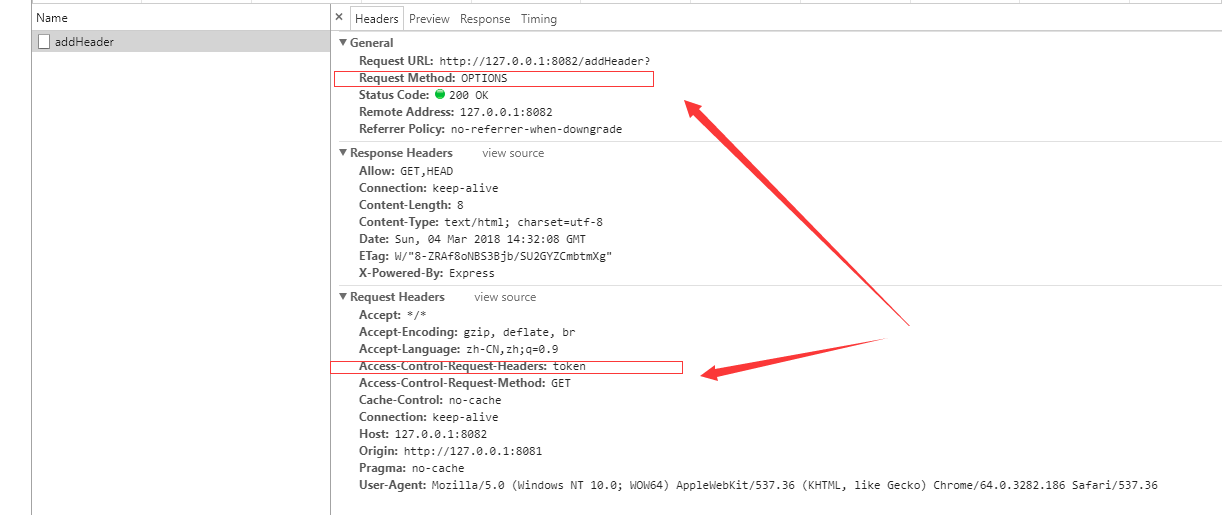 Name
× Headers Preview Response Timing
addHeader
▼ General
Request URL: http://127.0.0.1:8082/addHeader?
Request Method: OPTIONS
Status Code: 200 OK
Remote Address: 127.0.0.1:8082
Referrer Policy: no-referrer-when-downgrade
▼ Response Headers view source
Allow: GET,HEAD
Connection: keep-alive
Content-Length: 8
Content-Type: text/html; charset=utf-8
Date: Sun, 04 Mar 2018 14:32:08 GMT
ETag: W/"8-ZRAf8oNBS3Bjb/SU2GYZCmbtmXg"
X-Powered-By: Express
▼ Request Headers view source
Accept: */*
Accept-Encoding: gzip, deflate, br
Accept-Language: zh-CN,zh;q=0.9
Access-Control-Request-Headers: token
Access-Control-Request-Method: GET
Cache-Control: no-cache
Connection: keep-alive
Host: 127.0.0.1:8082
Origin: http://127.0.0.1:8081
Pragma: no-cache
User-Agent: Mozilla/5.0 (Windows NT 10.0; WOW64) AppleWebKit/537.36 (KHTML, like Gecko) Chrome/64.0.3282.186 Safari/537.36